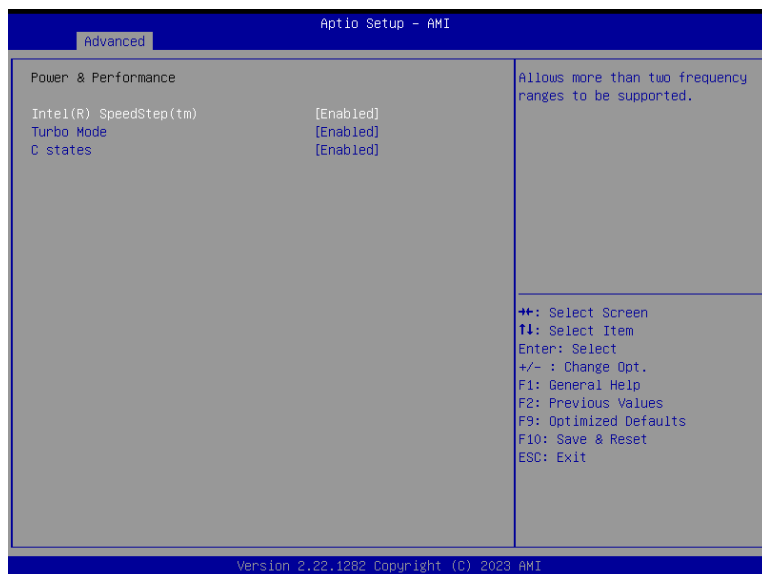 Aptio Setup – AMI
Advanced
Power & Performance
Intel(R) SpeedStep(tm) [Enabled]
Turbo Mode [Enabled]
C states [Enabled]
Allows more than two frequency
ranges to be supported.
→←: Select Screen
↑↓: Select Item
Enter: Select
+/- : Change Opt.
F1: General Help
F2: Previous Values
F9: Optimized Defaults
F10: Save & Reset
ESC: Exit
Version 2.22.1282 Copyright (C) 2023 AMI